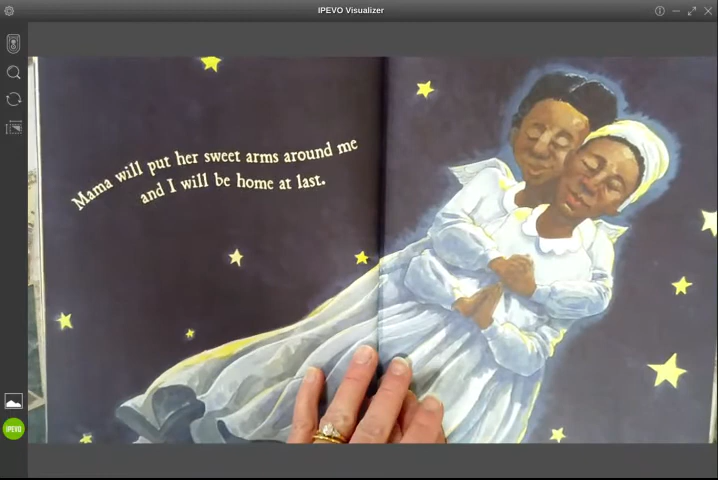 IPEVO Visualizer
Mama will put her sweet arms around me
and I will be home at last.
IPEVO